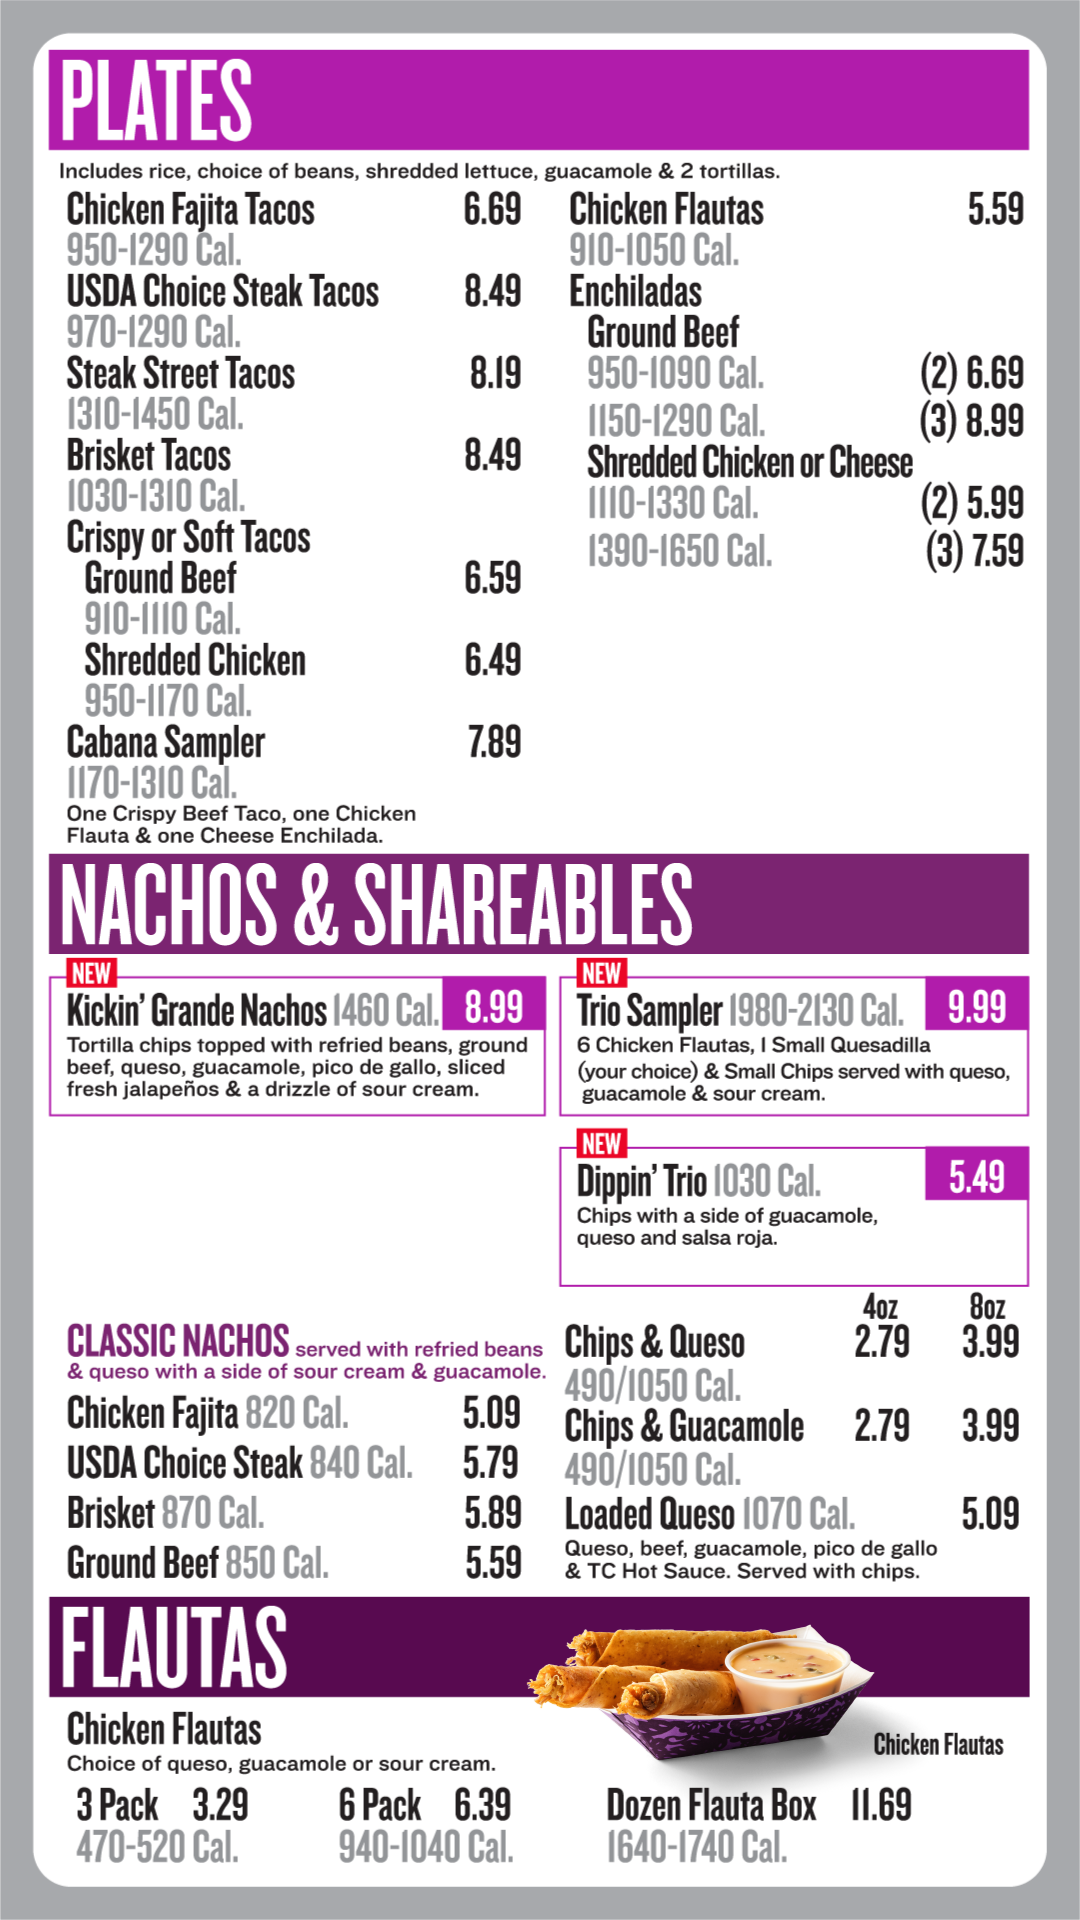 PLATES
Includes rice, choice of beans, shredded lettuce, guacamole & 2 tortillas.
Chicken Fajita Tacos 6.69
950-1290 Cal.
USDA Choice Steak Tacos 8.49
970-1290 Cal.
Steak Street Tacos 8.19
1310-1450 Cal.
Brisket Tacos 8.49
1030-1310 Cal.
Crispy or Soft Tacos
Ground Beef 6.59
910-1110 Cal.
Shredded Chicken 6.49
950-1170 Cal.
Cabana Sampler 7.89
1170-1310 Cal.
One Crispy Beef Taco, one Chicken
Flauta & one Cheese Enchilada.
Chicken Flautas 5.59
910-1050 Cal.
Enchiladas
Ground Beef
950-1090 Cal. (2) 6.69
1150-1290 Cal. (3) 8.99
Shredded Chicken or Cheese
1110-1330 Cal. (2) 5.99
1390-1650 Cal. (3) 7.59
NACHOS & SHAREABLES
NEW
Kickin' Grande Nachos 1460 Cal. 8.99
Tortilla chips topped with refried beans, ground
beef, queso, guacamole, pico de gallo, sliced
fresh jalapeños & a drizzle of sour cream.
NEW
Trio Sampler 1980-2130 Cal. 9.99
6 Chicken Flautas, 1 Small Quesadilla
(your choice) & Small Chips served with queso,
guacamole & sour cream.
NEW
Dippin' Trio 1030 Cal. 5.49
Chips with a side of guacamole,
queso and salsa roja.
CLASSIC NACHOS served with refried beans
& queso with a side of sour cream & guacamole.
Chicken Fajita 820 Cal. 5.09
USDA Choice Steak 840 Cal. 5.79
Brisket 870 Cal. 5.89
Ground Beef 850 Cal. 5.59
4oz 8oz
Chips & Queso 2.79 3.99
490/1050 Cal.
Chips & Guacamole 2.79 3.99
490/1050 Cal.
Loaded Queso 1070 Cal. 5.09
Queso, beef, guacamole, pico de gallo
& TC Hot Sauce. Served with chips.
FLAUTAS
Chicken Flautas
Choice of queso, guacamole or sour cream.
Chicken Flautas
3 Pack 3.29 6 Pack 6.39 Dozen Flauta Box 11.69
470-520 Cal. 940-1040 Cal. 1640-1740 Cal.